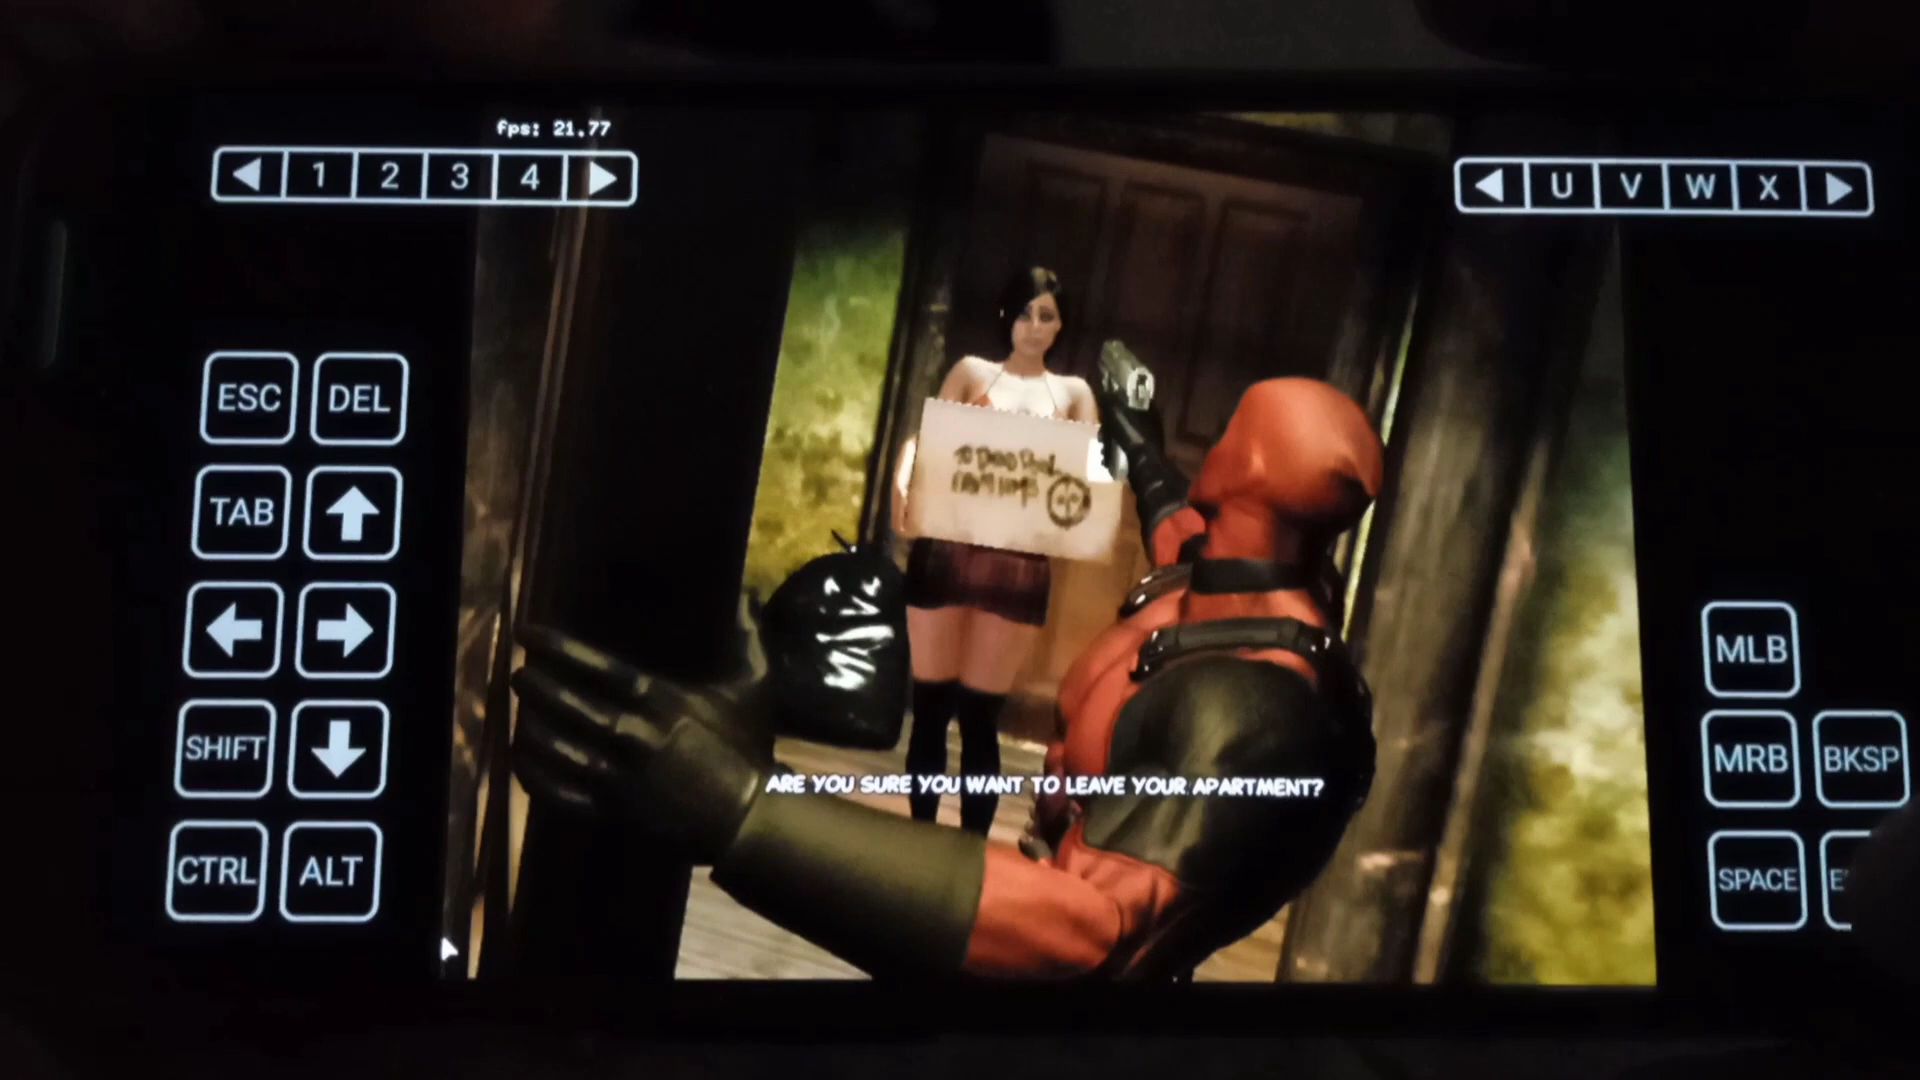 fps: 21.77
1 2 3 4
U V W X
ESC DEL
TAB
SHIFT
CTRL ALT
MLB
MRB BKSP
SPACE
ARE YOU SURE YOU WANT TO LEAVE YOUR APARTMENT?